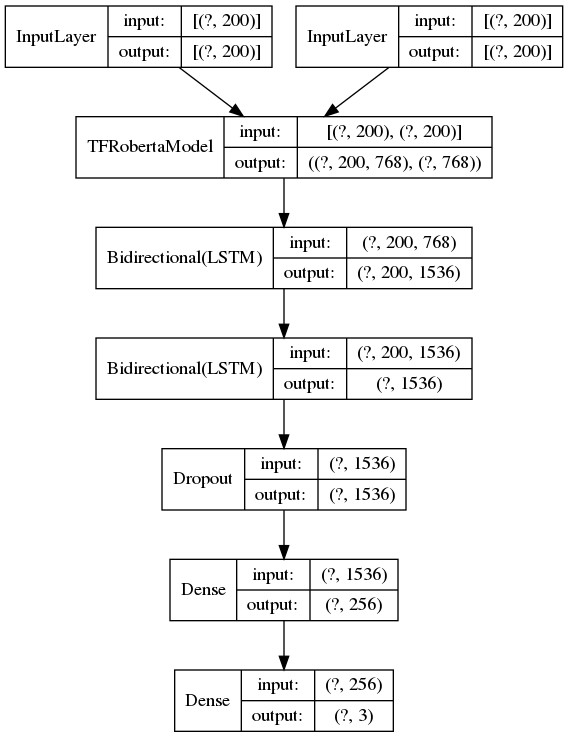 InputLayer input: [(?, 200)] InputLayer input: [(?, 200)]
output: [(?, 200)] output: [(?, 200)]
TFRobertaModel input: [(?, 200), (?, 200)]
output: ((?, 200, 768), (?, 768))
Bidirectional(LSTM) input: (?, 200, 768)
output: (?, 200, 1536)
Bidirectional(LSTM) input: (?, 200, 1536)
output: (?, 1536)
Dropout input: (?, 1536)
output: (?, 1536)
Dense input: (?, 1536)
output: (?, 256)
Dense input: (?, 256)
output: (?, 3)